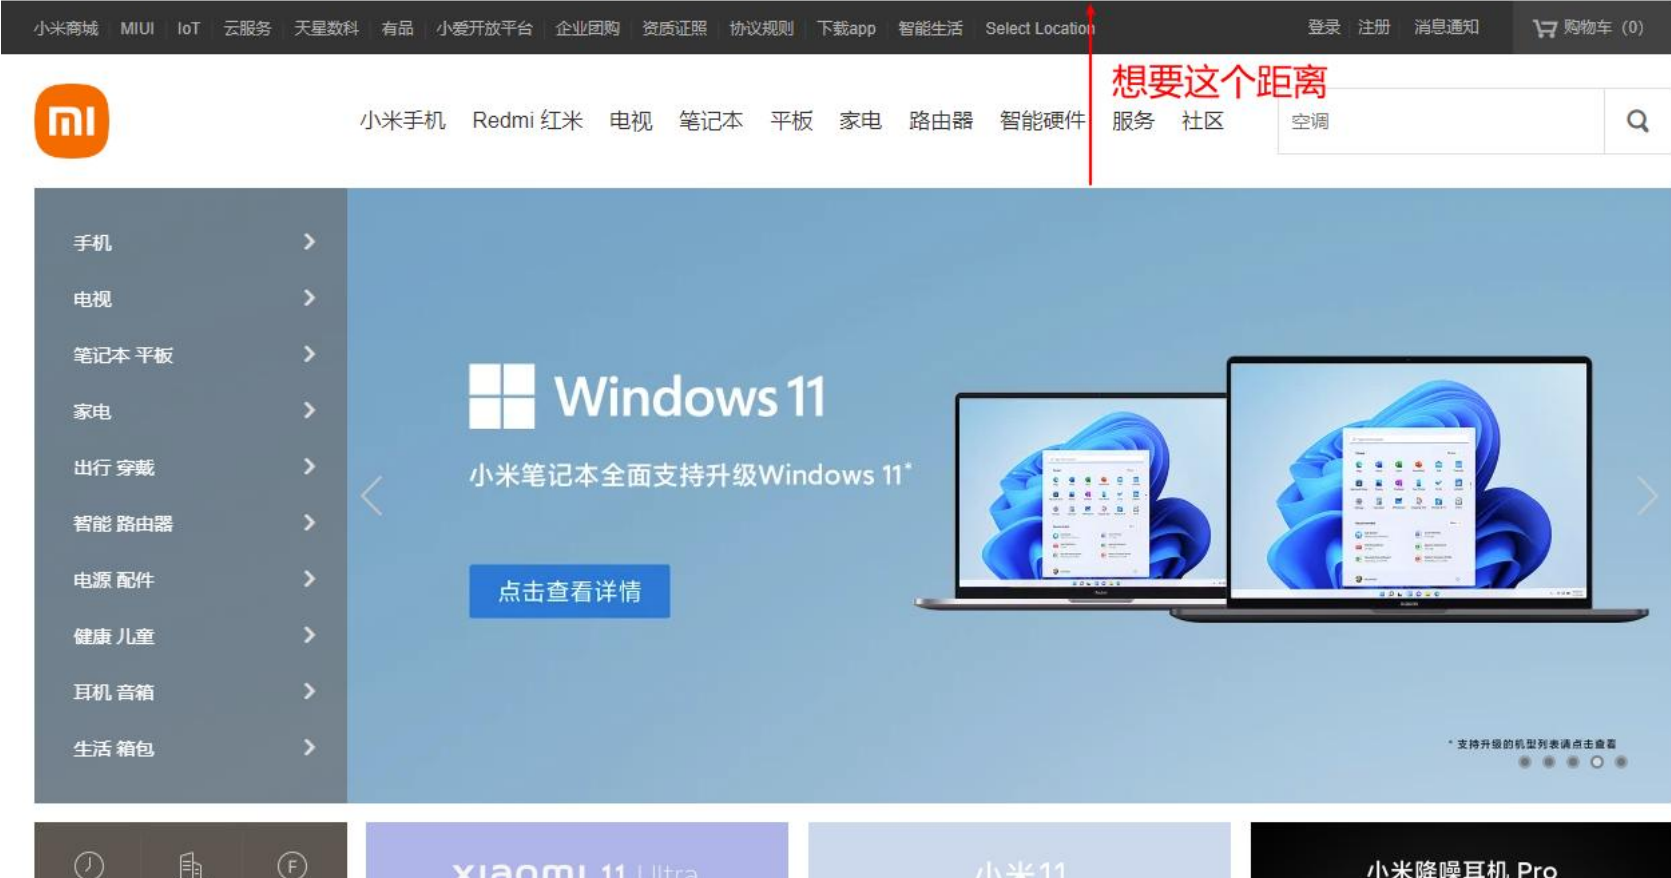 小米商城 MIUI IoT 云服务 天星数科 有品 小爱开放平台 企业团购 资质证照 协议规则 下载app 智能生活 Select Location 登录 注册 消息通知 购物车 (0)
想要这个距离
小米手机 Redmi 红米 电视 笔记本 平板 家电 路由器 智能硬件 服务 社区 空调
手机
电视
笔记本 平板
家电
出行 穿戴
智能 路由器
电源 配件
健康 儿童
耳机 音箱
生活 箱包
Windows 11
小米笔记本全面支持升级Windows 11*
点击查看详情
* 支持升级的机型列表请点击查看
xiaomi 11 Ultra
小米11
小米降噪耳机 Pro